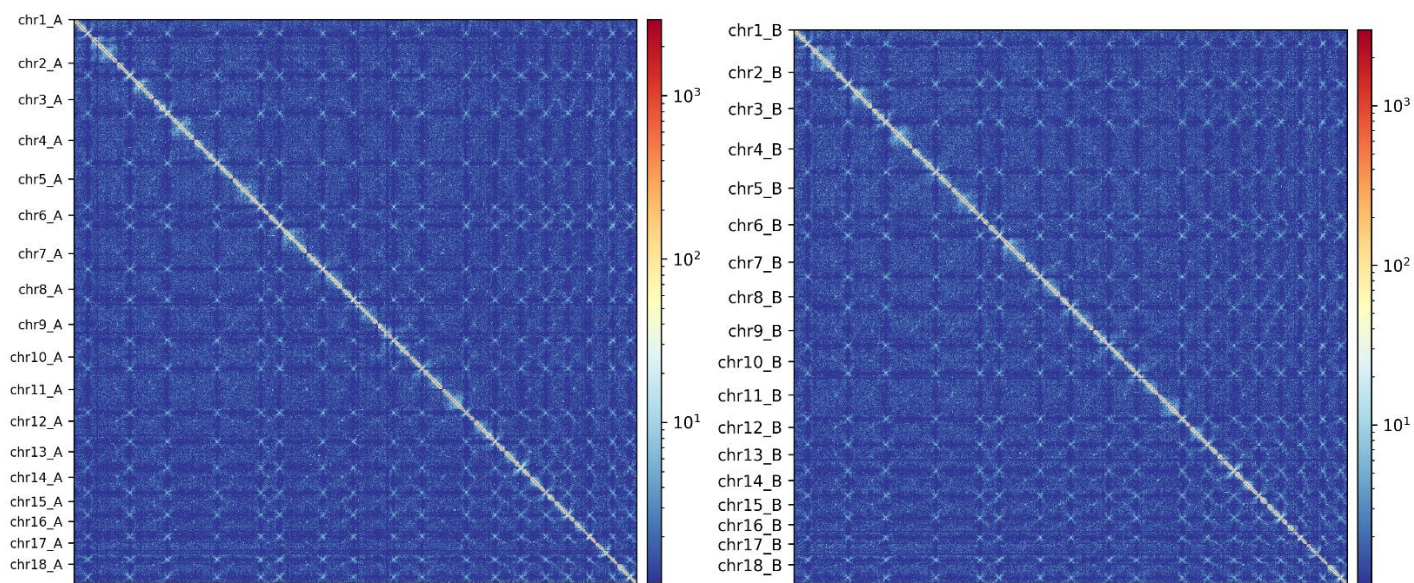 chr1_A
chr2_A
chr3_A
chr4_A
chr5_A
chr6_A
chr7_A
chr8_A
chr9_A
chr10_A
chr11_A
chr12_A
chr13_A
chr14_A
chr15_A
chr16_A
chr17_A
chr18_A
10³
10²
10¹
chr1_B
chr2_B
chr3_B
chr4_B
chr5_B
chr6_B
chr7_B
chr8_B
chr9_B
chr10_B
chr11_B
chr12_B
chr13_B
chr14_B
chr15_B
chr16_B
chr17_B
chr18_B
10³
10²
10¹